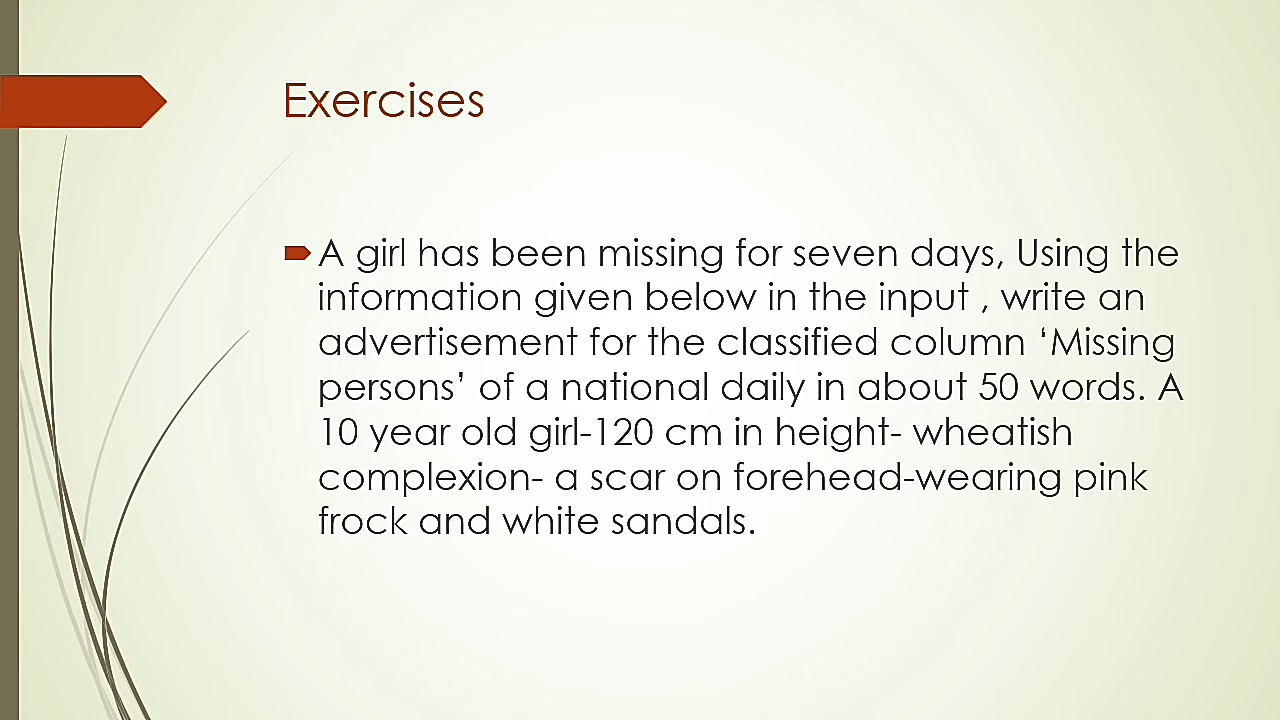 Exercises
A girl has been missing for seven days, Using the
information given below in the input , write an
advertisement for the classified column ‘Missing
persons’ of a national daily in about 50 words. A
10 year old girl-120 cm in height- wheatish
complexion- a scar on forehead-wearing pink
frock and white sandals.